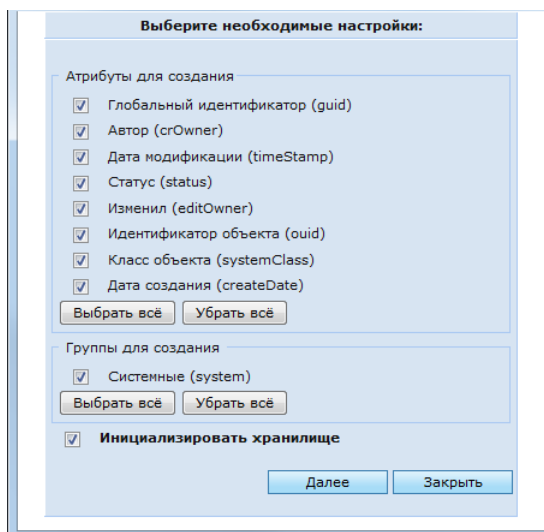 Выберите необходимые настройки:
Атрибуты для создания
Глобальный идентификатор (guid)
Автор (crOwner)
Дата модификации (timeStamp)
Статус (status)
Изменил (editOwner)
Идентификатор объекта (ouid)
Класс объекта (systemClass)
Дата создания (createDate)
Выбрать всё Убрать всё
Группы для создания
Системные (system)
Выбрать всё Убрать всё
Инициализировать хранилище
Далее Закрыть